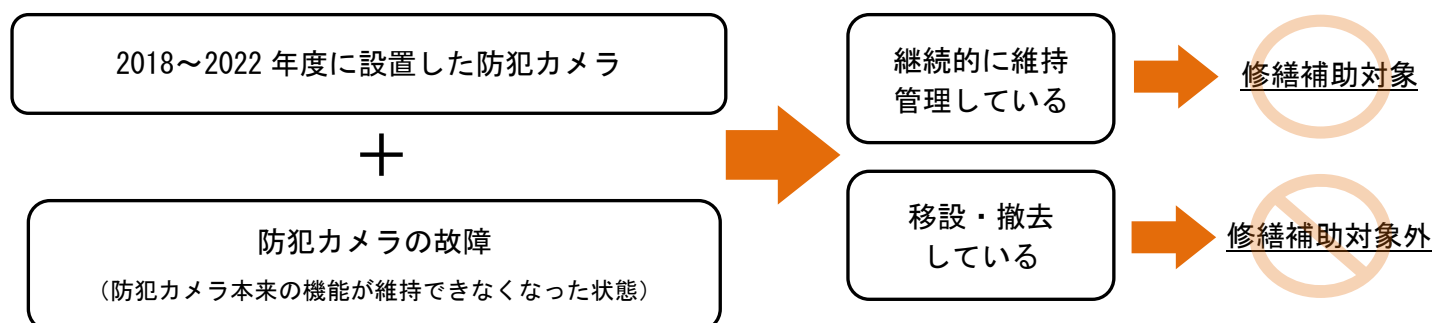 2018～2022 年度に設置した防犯カメラ
＋
防犯カメラの故障
（防犯カメラ本来の機能が維持できなくなった状態）
継続的に維持
管理している
修繕補助対象
移設・撤去
している
修繕補助対象外